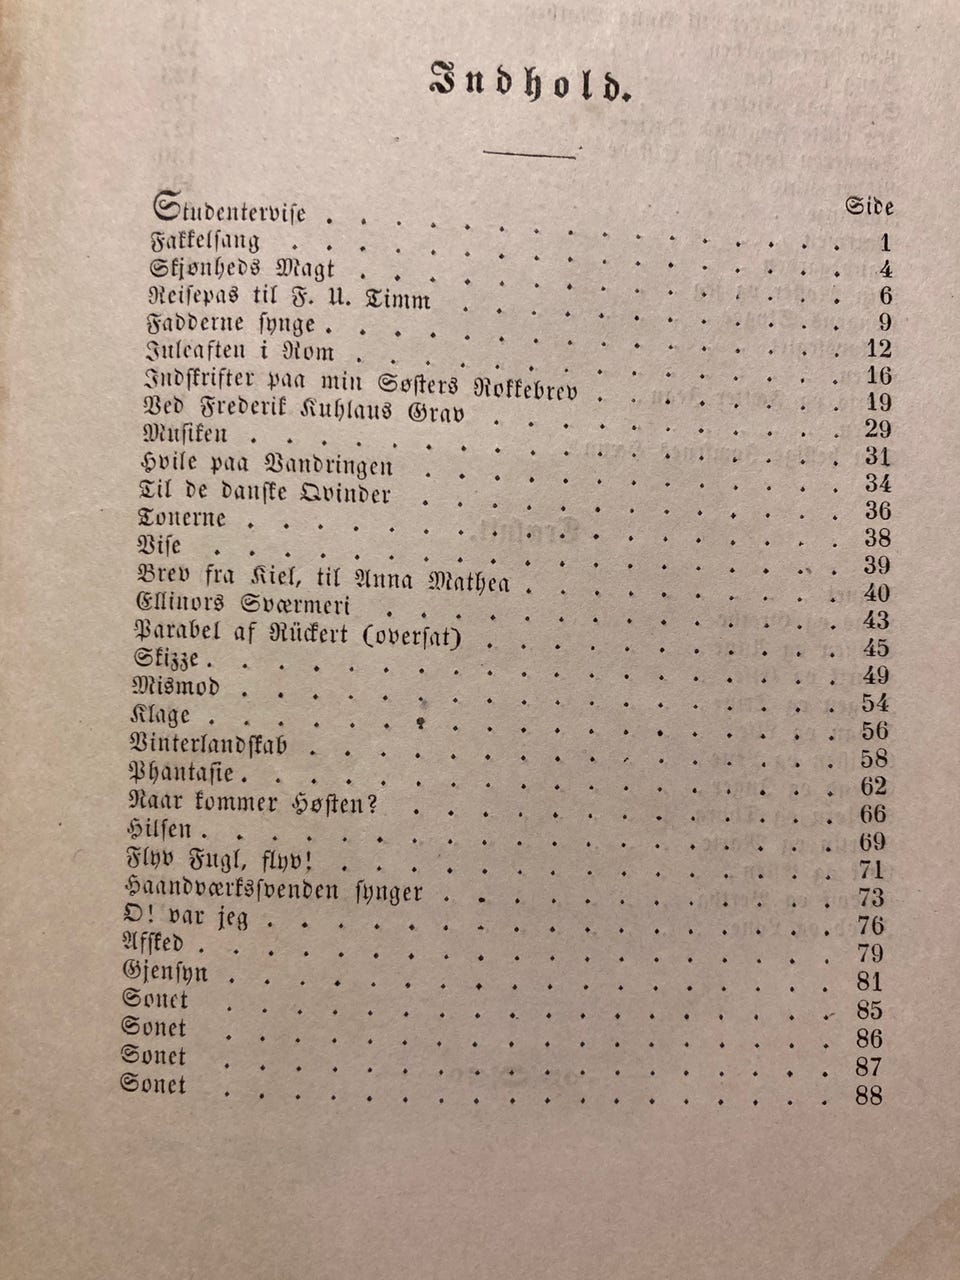 Indhold.
Side
Studentervise . . . . . . . . . . . . . . . 1
Fakkelsang . . . . . . . . . . . . . . . . 4
Skjønheds Magt . . . . . . . . . . . . . . 6
Reisepas til F. U. Timm . . . . . . . . . . . 9
Fadderne synge . . . . . . . . . . . . . . . 12
Juleaften i Rom . . . . . . . . . . . . . . 16
Indskrifter paa min Søsters Rokkebrev . . . . . . . 19
Ved Frederik Kuhlaus Grav . . . . . . . . . . 29
Musiken . . . . . . . . . . . . . . . . . 31
Hvile paa Vandringen . . . . . . . . . . . . 34
Til de danske Qvinder . . . . . . . . . . . . 36
Tonerne . . . . . . . . . . . . . . . . . 38
Vise . . . . . . . . . . . . . . . . . . 39
Brev fra Kiel, til Anna Mathea . . . . . . . . . 40
Ellinors Sværmeri . . . . . . . . . . . . . 43
Parabel af Rückert (oversat) . . . . . . . . . . 45
Skizze . . . . . . . . . . . . . . . . . . 49
Mismod . . . . . . . . . . . . . . . . . 54
Klage . . . . . . . . . . . . . . . . . . 56
Vinterlandskab . . . . . . . . . . . . . . . 58
Phantasie . . . . . . . . . . . . . . . . . 62
Naar kommer Høsten? . . . . . . . . . . . . 66
Hilsen . . . . . . . . . . . . . . . . . . 69
Flyv Fugl, flyv! . . . . . . . . . . . . . . 71
Haandværkssvenden synger . . . . . . . . . . . 73
O! var jeg . . . . . . . . . . . . . . . . 76
Afsked . . . . . . . . . . . . . . . . . . 79
Gjensyn . . . . . . . . . . . . . . . . . 81
Sonet . . . . . . . . . . . . . . . . . 85
Sonet . . . . . . . . . . . . . . . . . 86
Sonet . . . . . . . . . . . . . . . . . 87
Sonet . . . . . . . . . . . . . . . . . 88